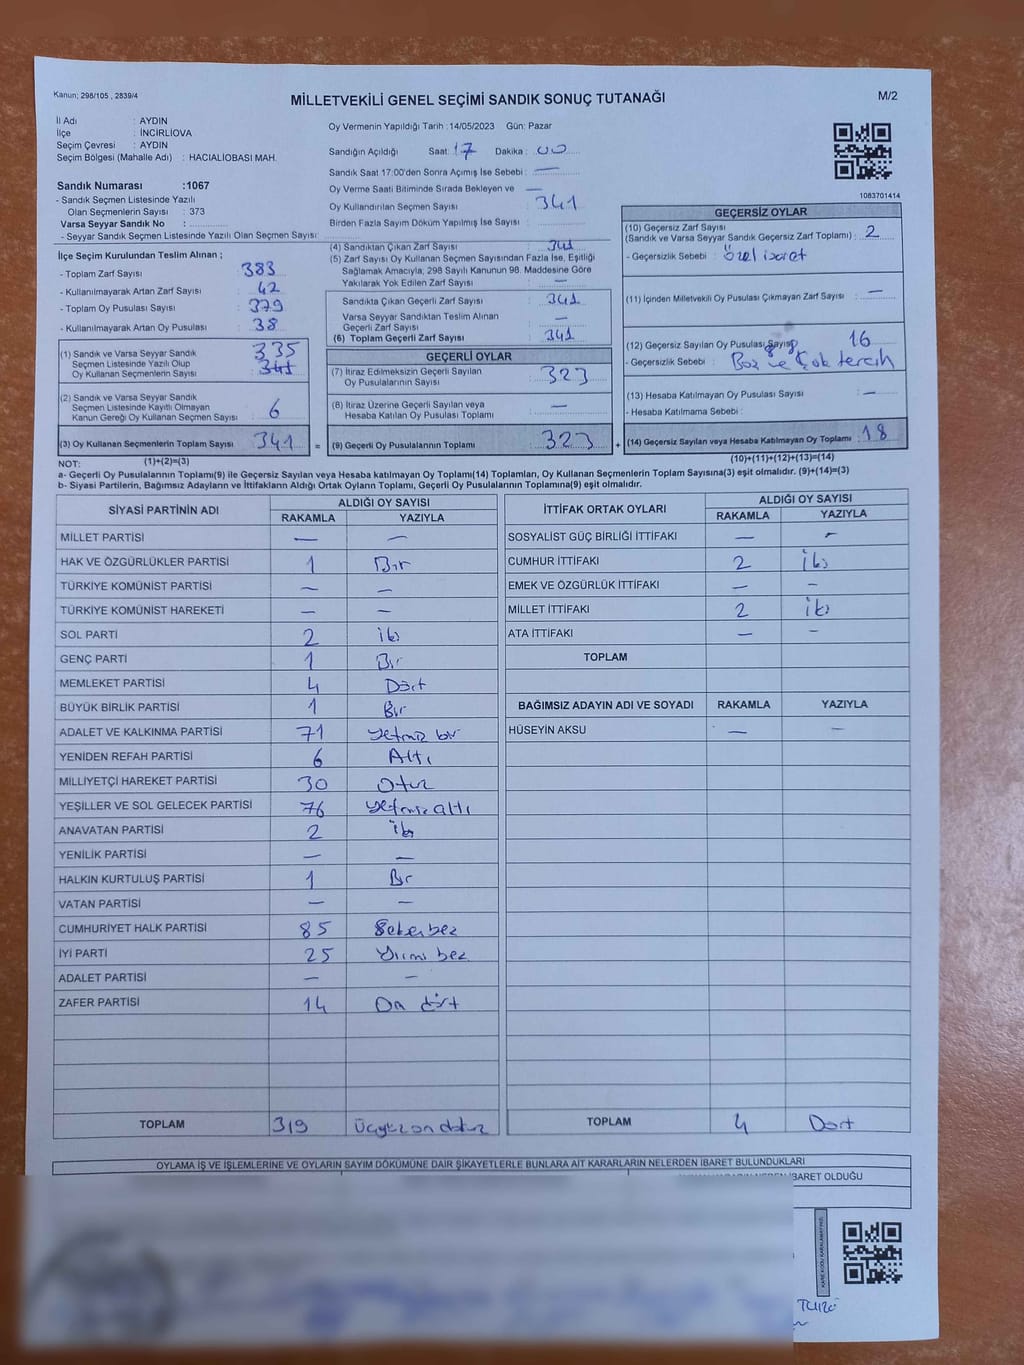 Kanun; 298/105 , 2839/4
MİLLETVEKİLİ GENEL SEÇİMİ SANDIK SONUÇ TUTANAĞI
M/2
İl Adı : AYDIN
İlçe : İNCİRLİOVA
Seçim Çevresi : AYDIN
Seçim Bölgesi (Mahalle Adı) : HACIALİOBASI MAH.
Sandık Numarası :1067
- Sandık Seçmen Listesinde Yazılı
Olan Seçmenlerin Sayısı : 373
Varsa Seyyar Sandık No :
- Seyyar Sandık Seçmen Listesinde Yazılı Olan Seçmen Sayısı:
Oy Vermenin Yapıldığı Tarih :14/05/2023 Gün: Pazar
Sandığın Açıldığı Saat: 17 Dakika : 00
Sandık Saat 17:00'den Sonra Açımış İse Sebebi : —
Oy Verme Saati Bitiminde Sırada Bekleyen ve —
Oy Kullandırılan Seçmen Sayısı : 341
Birden Fazla Sayım Döküm Yapılmış İse Sayısı :
1083701414
İlçe Seçim Kurulundan Teslim Alınan ;
- Toplam Zarf Sayısı : 383
- Kullanılmayarak Artan Zarf Sayısı : 42
- Toplam Oy Pusulası : 379
- Kullanılmayarak Artan Oy Pusulası : 38
(1) Sandık ve Varsa Seyyar Sandık 335
Seçmen Listesinde Yazılı Olup
Oy Kullanan Seçmenlerin Sayısı : 341
(2) Sandık ve Varsa Seyyar Sandık
Seçmen Listesinde Kayıtlı Olmayan
Kanun Gereği Oy Kullanan Seçmen Sayısı : 6
(3) Oy Kullanan Seçmenlerin Toplam Sayısı : 341 =
(1)+(2)=(3)
(4) Sandıktan Çıkan Zarf Sayısı : 341
(5) Zarf Sayısı Oy Kullanan Seçmen Sayısından Fazla İse, Eşitliği
Sağlamak Amacıyla, 298 Sayılı Kanunun 98. Maddesine Göre
Yakılarak Yok Edilen Zarf Sayısı : —
Sandıkta Çıkan Geçerli Zarf Sayısı : 341
Varsa Seyyar Sandıktan Teslim Alınan
Geçerli Zarf Sayısı : —
(6) Toplam Geçerli Zarf Sayısı : 341
GEÇERLİ OYLAR
(7) İtiraz Edilmeksizin Geçerli Sayılan
Oy Pusulalarının Sayısı : 323
(8) İtiraz Üzerine Geçerli Sayılan veya
Hesaba Katılan Oy Pusulası Toplamı : —
(9) Geçerli Oy Pusulalarının Toplamı : 323 +
GEÇERSİZ OYLAR
(10) Geçersiz Zarf Sayısı
(Sandık ve Varsa Seyyar Sandık Geçersiz Zarf Toplamı) : 2
- Geçersizlik Sebebi : Özel işaret
(11) İçinden Milletvekili Oy Pusulası Çıkmayan Zarf Sayısı : —
(12) Geçersiz Sayılan Oy Pusulası Sayısı 16
- Geçersizlik Sebebi : Boş ve Çok tercih
(13) Hesaba Katılmayan Oy Pusulası Sayısı : —
- Hesaba Katılmama Sebebi :
(14) Geçersiz Sayılan veya Hesaba Katılmayan Oy Toplamı : 18
(10)+(11)+(12)+(13)=(14)
NOT:
a- Geçerli Oy Pusulalarının Toplamı(9) ile Geçersiz Sayılan veya Hesaba katılmayan Oy Toplamı(14) Toplamları, Oy Kullanan Seçmenlerin Toplam Sayısına(3) eşit olmalıdır. (9)+(14)=(3)
b- Siyasi Partilerin, Bağımsız Adayların ve İttifakların Aldığı Ortak Oyların Toplamı, Geçerli Oy Pusulalarının Toplamına(9) eşit olmalıdır.
SİYASİ PARTİNİN ADI ALDIĞI OY SAYISI
RAKAMLA YAZIYLA
MİLLET PARTİSİ — —
HAK VE ÖZGÜRLÜKLER PARTİSİ 1 Bir
TÜRKİYE KOMÜNİST PARTİSİ — —
TÜRKİYE KOMÜNİST HAREKETİ — —
SOL PARTİ 2 iki
GENÇ PARTİ 1 Bir
MEMLEKET PARTİSİ 4 Dört
BÜYÜK BİRLİK PARTİSİ 1 Bir
ADALET VE KALKINMA PARTİSİ 71 yetmiş bir
YENİDEN REFAH PARTİSİ 6 Altı
MİLLİYETÇİ HAREKET PARTİSİ 30 Otuz
YEŞİLLER VE SOL GELECEK PARTİSİ 76 yetmiş altı
ANAVATAN PARTİSİ 2 iki
YENİLİK PARTİSİ — —
HALKIN KURTULUŞ PARTİSİ 1 Bir
VATAN PARTİSİ — —
CUMHURİYET HALK PARTİSİ 85 Seksenbeş
İYİ PARTİ 25 Yirmi beş
ADALET PARTİSİ — —
ZAFER PARTİSİ 14 On dört
TOPLAM 319 Üçyüz on dokuz
İTTİFAK ORTAK OYLARI ALDIĞI OY SAYISI
RAKAMLA YAZIYLA
SOSYALİST GÜÇ BİRLİĞİ İTTİFAKI — —
CUMHUR İTTİFAKI 2 iki
EMEK VE ÖZGÜRLÜK İTTİFAKI — —
MİLLET İTTİFAKI 2 iki
ATA İTTİFAKI — —
TOPLAM
BAĞIMSIZ ADAYIN ADI VE SOYADI RAKAMLA YAZIYLA
HÜSEYİN AKSU — —
TOPLAM 4 Dört
OYLAMA İŞ VE İŞLEMLERİNE VE OYLARIN SAYIM DÖKÜMÜNE DAİR ŞİKAYETLERLE BUNLARA AİT KARARLARIN NELERDEN İBARET BULUNDUKLARI
İBARET OLDUĞU
KARE KODU KARALAMAYINIZ.